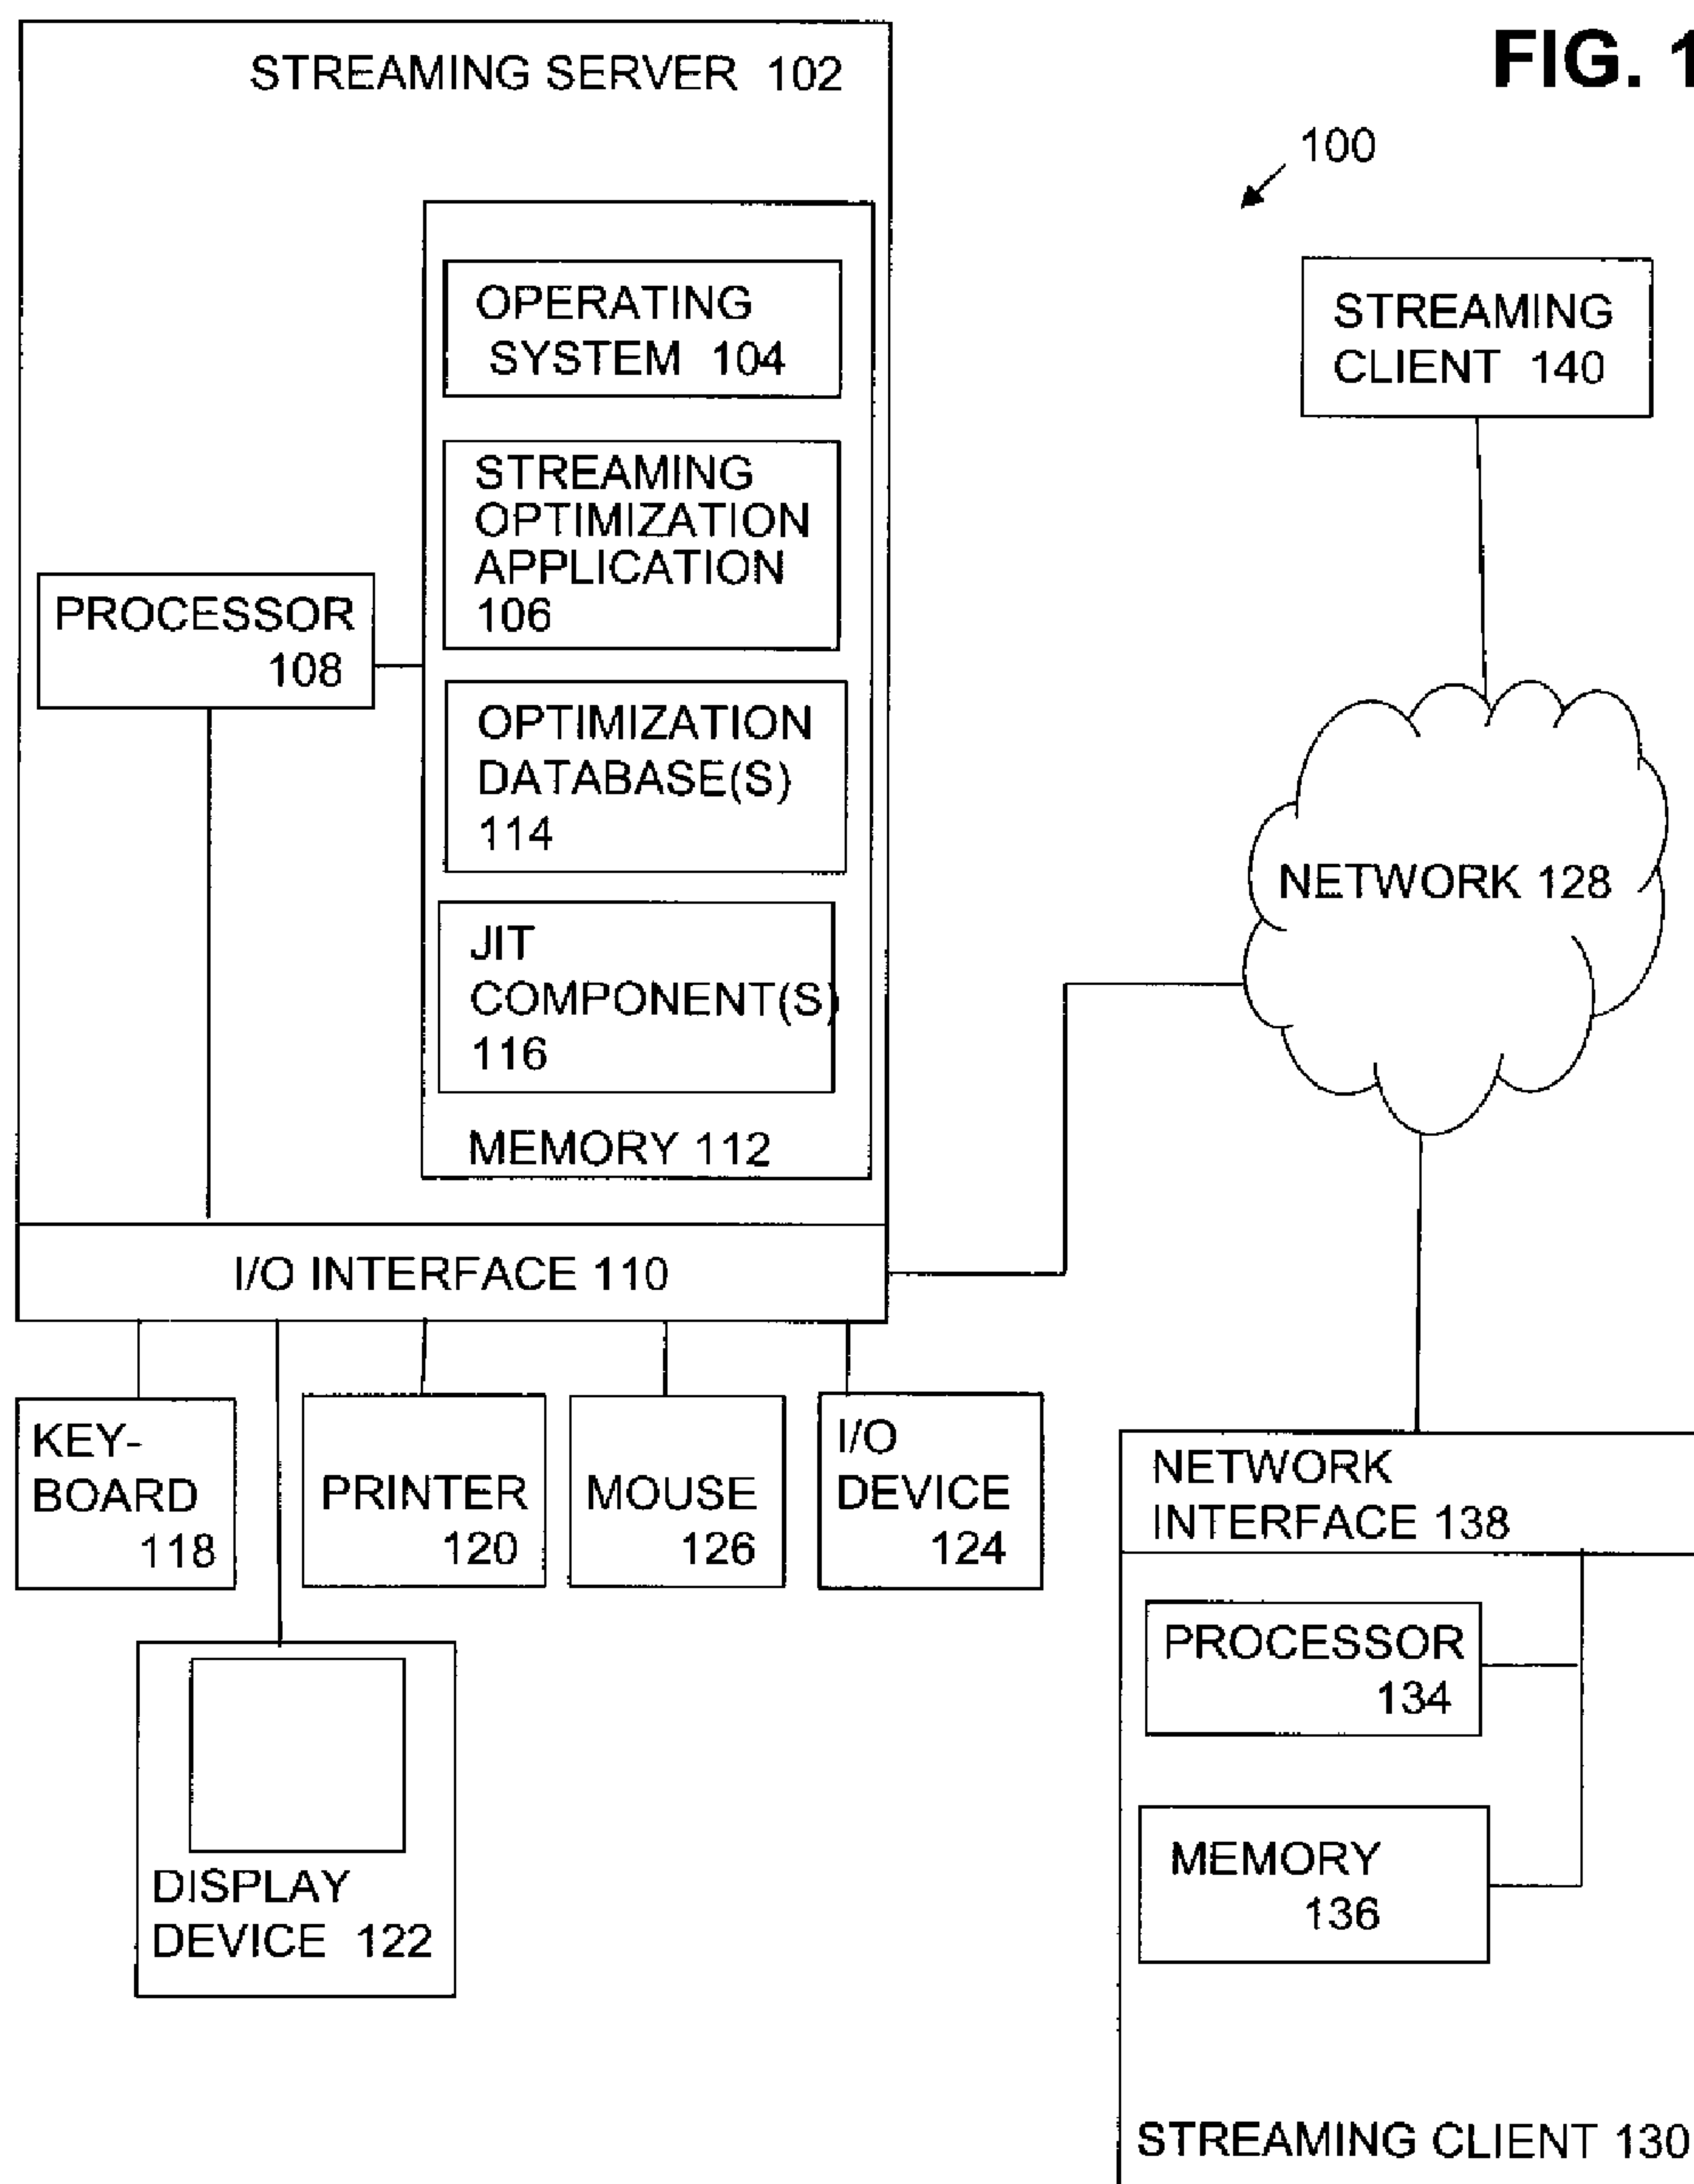 FIG. 1
100
STREAMING SERVER 102
OPERATING
SYSTEM 104
STREAMING
OPTIMIZATION
APPLICATION
106
PROCESSOR
108
OPTIMIZATION
DATABASE(S)
114
JIT
COMPONENT(S)
116
MEMORY 112
I/O INTERFACE 110
KEY-
BOARD
118
PRINTER
120
MOUSE
126
I/O
DEVICE
124
DISPLAY
DEVICE 122
STREAMING
CLIENT 140
NETWORK 128
NETWORK
INTERFACE 138
PROCESSOR
134
MEMORY
136
STREAMING CLIENT 130